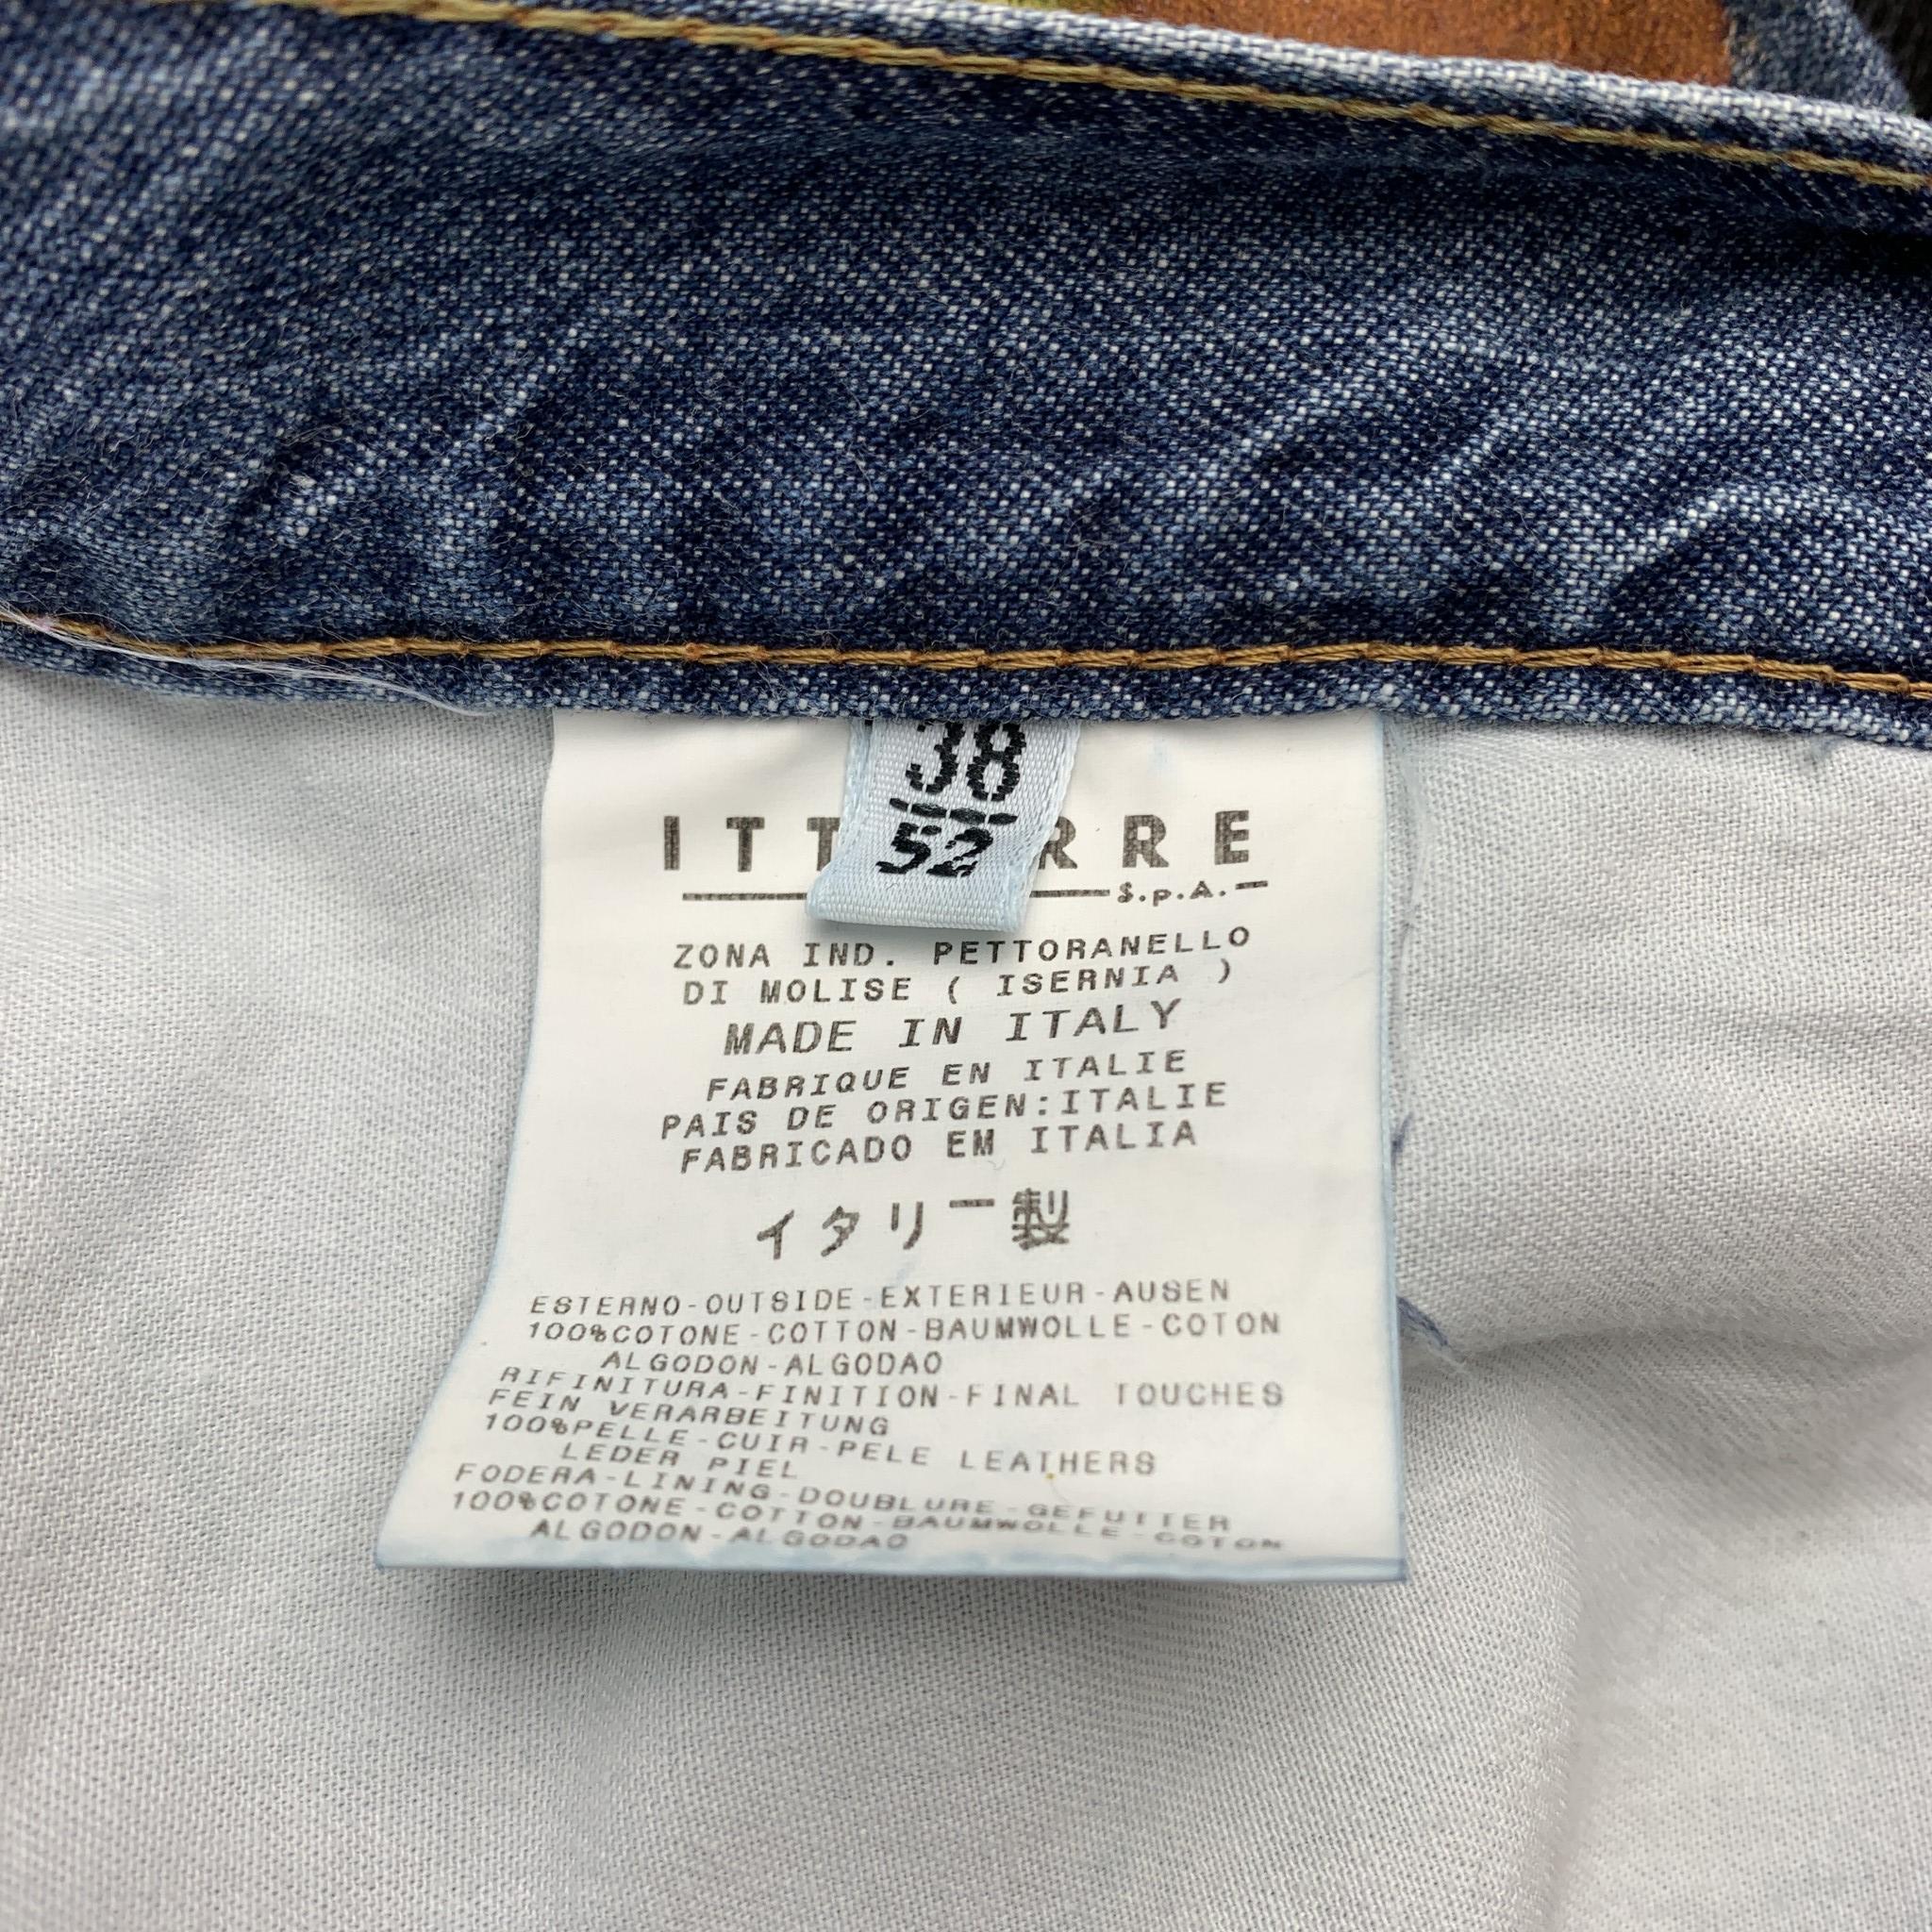 38
52
ITT RRE
S.p.A.
ZONA IND. PETTORANELLO
DI MOLISE ( ISERNIA )
MADE IN ITALY
FABRIQUE EN ITALIE
PAIS DE ORIGEN:ITALIE
FABRICADO EM ITALIA
イタリー製
ESTERNO-OUTSIDE-EXTERIEUR-AUSEN
100%COTONE-COTTON-BAUMWOLLE-COTON
ALGODON-ALGODAO
RIFINITURA-FINITION-FINAL TOUCHES
FEIN VERARBEITUNG
100%PELLE-CUIR-PELE LEATHERS
LEDER PIEL
FODERA-LINING-DOUBLURE-GEFUTTER
100%COTONE-COTTON-BAUMWOLLE-COTON
ALGODON-ALGODAO